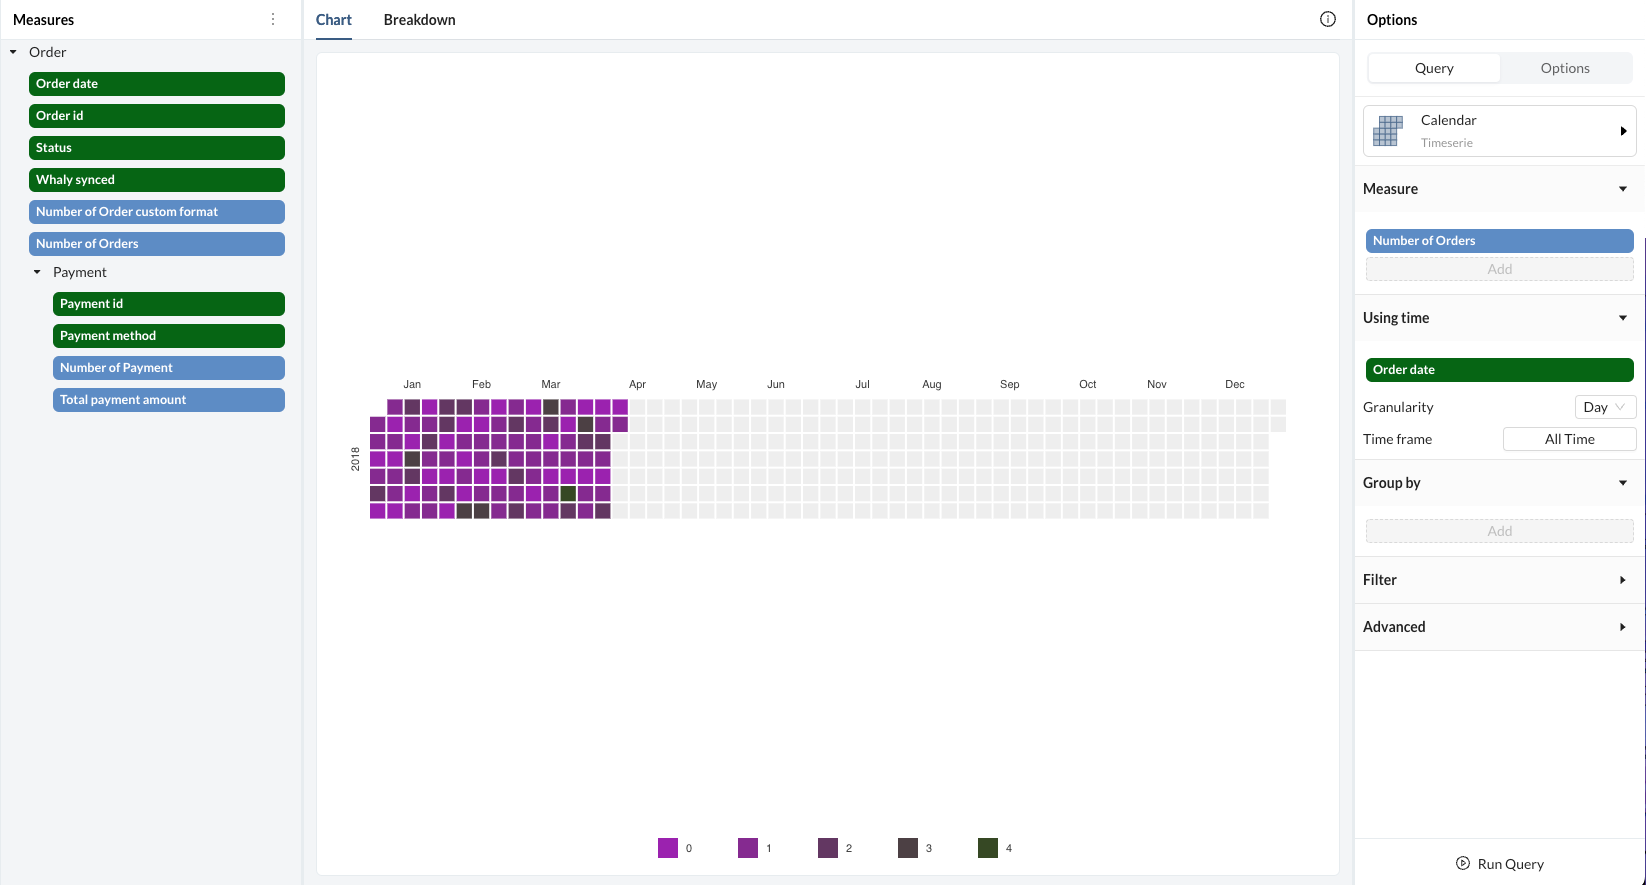 Measures
Order
Order date
Order id
Status
Whaly synced
Number of Order custom format
Number of Orders
Payment
Payment id
Payment method
Number of Payment
Total payment amount
Chart Breakdown
Jan Feb Mar Apr May Jun Jul Aug Sep Oct Nov Dec
2018
0 1 2 3 4
Options
Query Options
Calendar
Timeserie
Measure
Number of Orders
Add
Using time
Order date
Granularity Day
Time frame All Time
Group by
Add
Filter
Advanced
Run Query